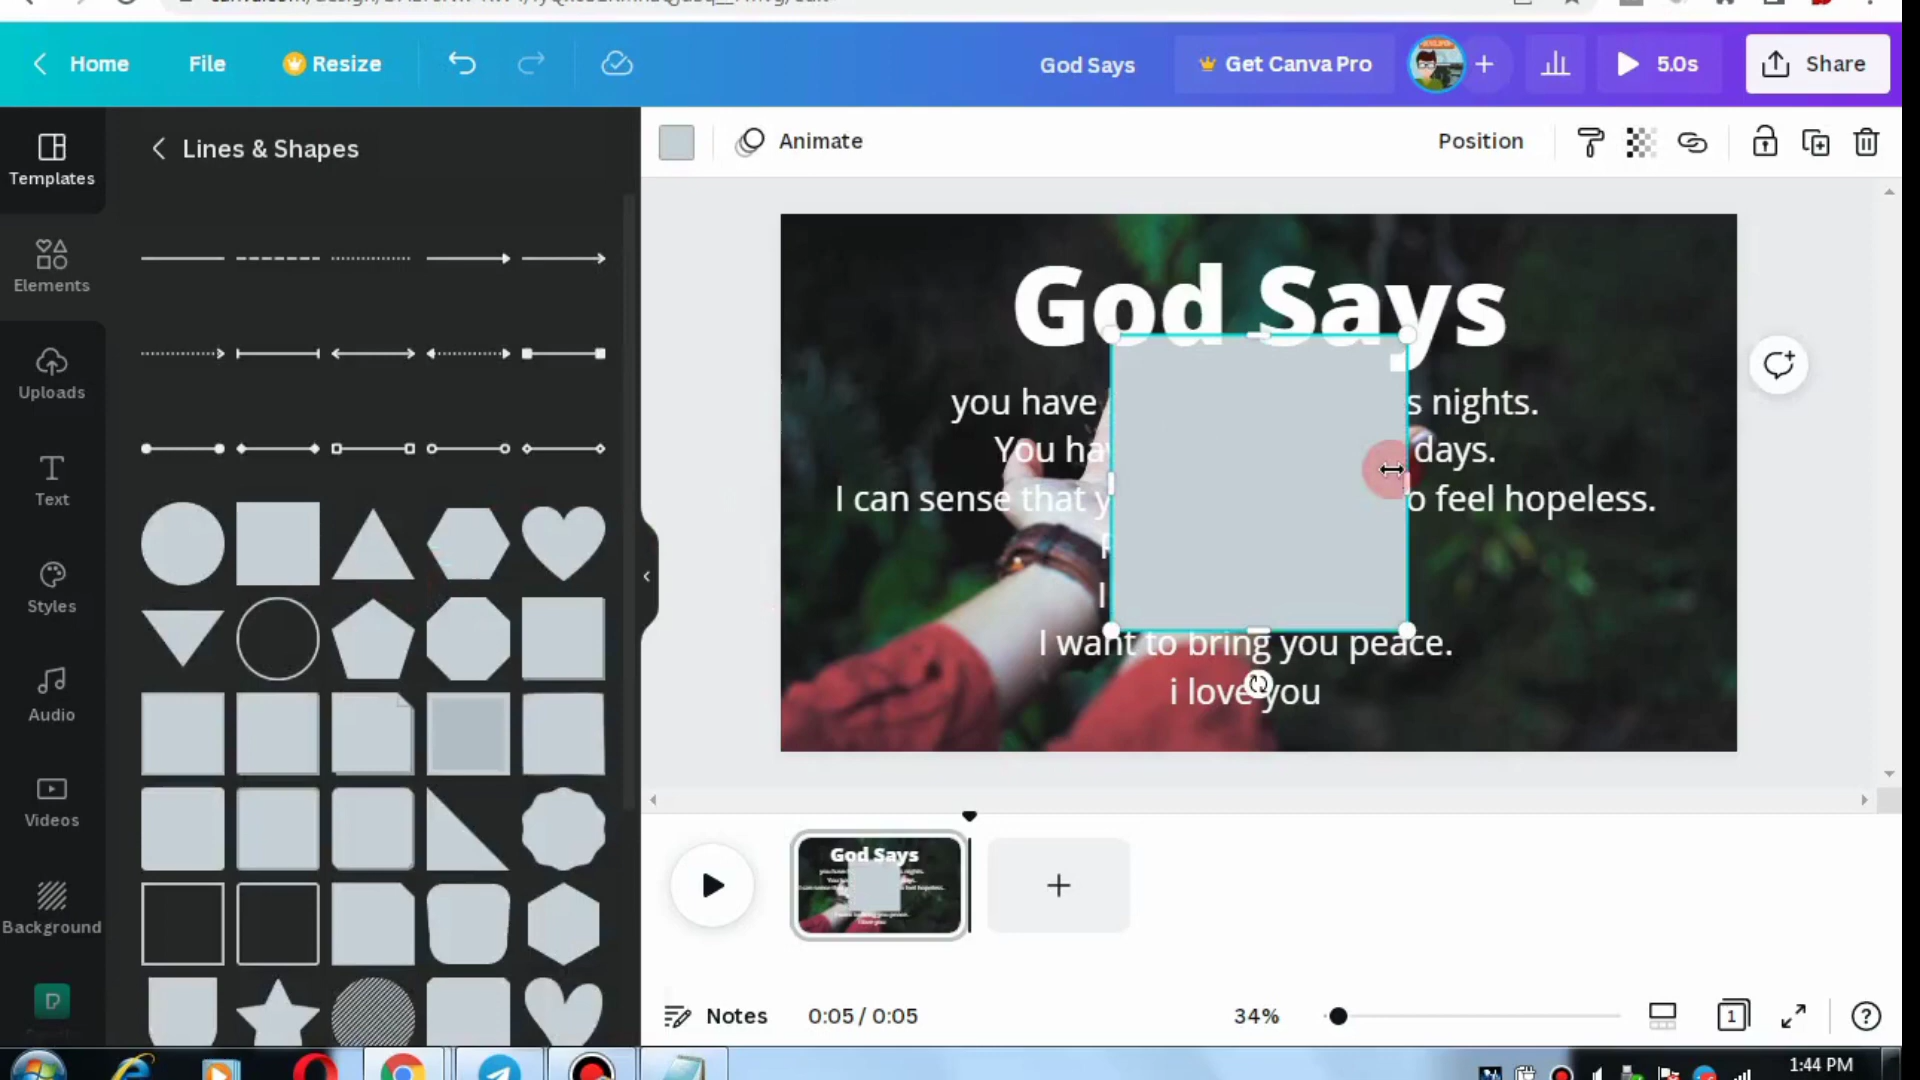 Home
File
Resize
God Says
Get Canva Pro
5.0s
Share
Templates
Elements
Uploads
Text
Styles
Audio
Videos
Background
Lines & Shapes
Animate
Position
God Says
you have
s nights.
You hav
days.
I can sense that y
o feel hopeless.
I want to bring you peace.
i love you
God Says
Notes
0:05 / 0:05
34%
1
1:44 PM